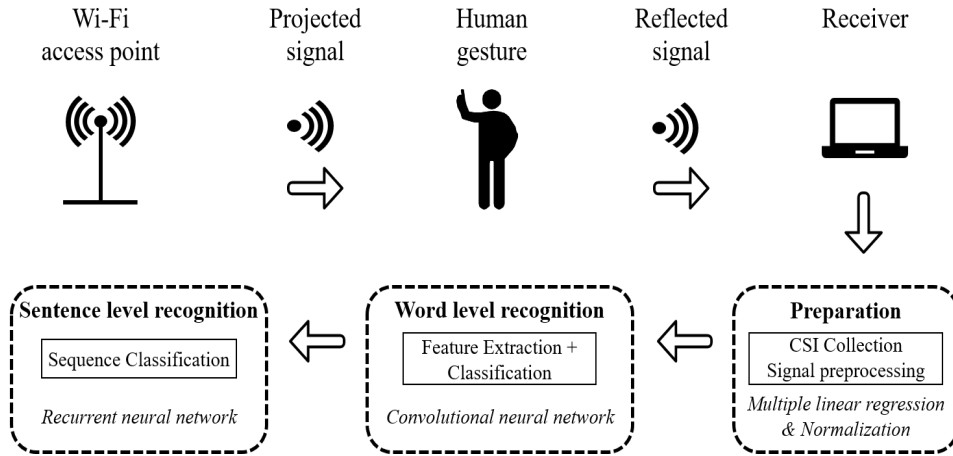 Wi-Fi
access point
Projected
signal
Human
gesture
Reflected
signal
Receiver
Sentence level recognition
Sequence Classification
Recurrent neural network
Word level recognition
Feature Extraction +
Classification
Convolutional neural network
Preparation
CSI Collection
Signal preprocessing
Multiple linear regression
& Normalization